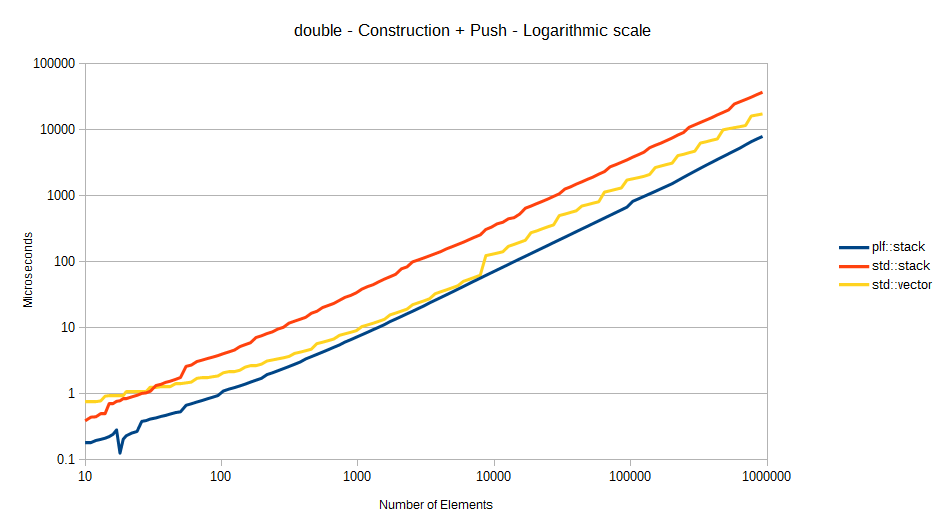 double - Construction + Push - Logarithmic scale
100000
10000
1000
100
10
1
0.1
Microseconds
10
100
1000
10000
100000
1000000
Number of Elements
plf::stack
std::stack
std::vector